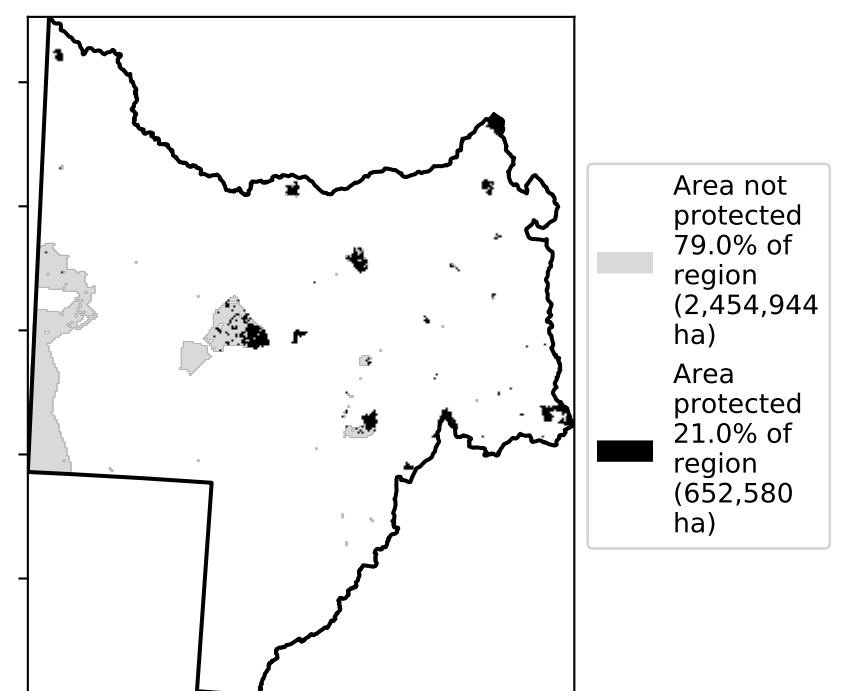 Area not
protected
79.0% of
region
(2,454,944
ha)
Area
protected
21.0% of
region
(652,580
ha)